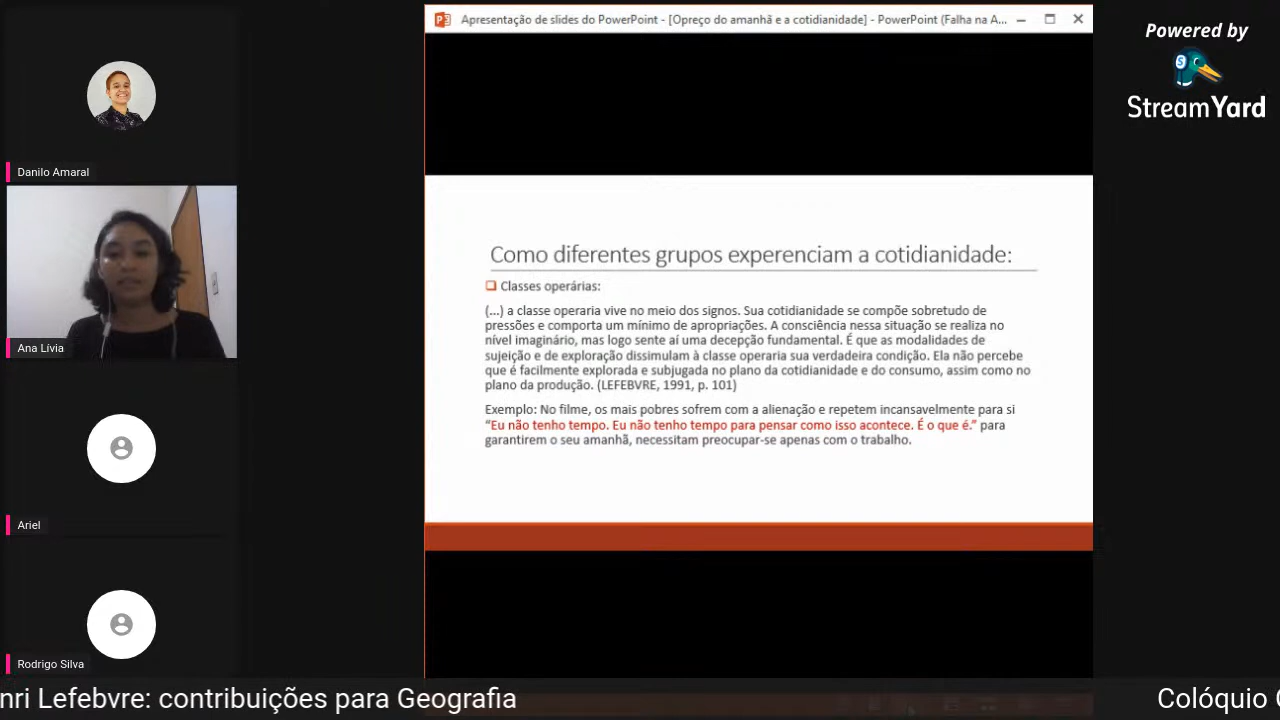 Apresentação de slides do PowerPoint - [Opreço do amanhã e a cotidianidade] - PowerPoint (Falha na A...
Powered by
StreamYard
Danilo Amaral
Ana Lívia
Ariel
Rodrigo Silva
Como diferentes grupos experenciam a cotidianidade:
Classes operárias:
(...) a classe operaria vive no meio dos signos. Sua cotidianidade se compõe sobretudo de
pressões e comporta um mínimo de apropriações. A consciência nessa situação se realiza no
nível imaginário, mas logo sente aí uma decepção fundamental. É que as modalidades de
sujeição e de exploração dissimulam à classe operaria sua verdadeira condição. Ela não percebe
que é facilmente explorada e subjugada no plano da cotidianidade e do consumo, assim como no
plano da produção. (LEFEBVRE, 1991, p. 101)
Exemplo: No filme, os mais pobres sofrem com a alienação e repetem incansavelmente para si
“Eu não tenho tempo. Eu não tenho tempo para pensar como isso acontece. É o que é.” para
garantirem o seu amanhã, necessitam preocupar-se apenas com o trabalho.
nri Lefebvre: contribuições para Geografia
Colóquio